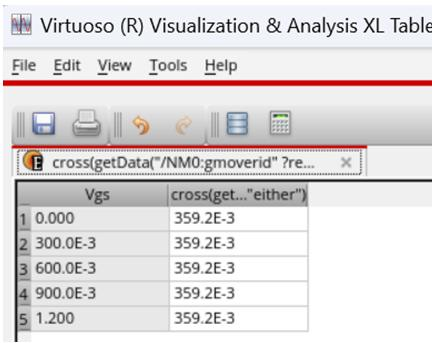 Virtuoso (R) Visualization & Analysis XL Table
File Edit View Tools Help
cross(getData("/NM0:gmoverid" ?re...
Vgs cross(get..."either")
1 0.000 359.2E-3
2 300.0E-3 359.2E-3
3 600.0E-3 359.2E-3
4 900.0E-3 359.2E-3
5 1.200 359.2E-3